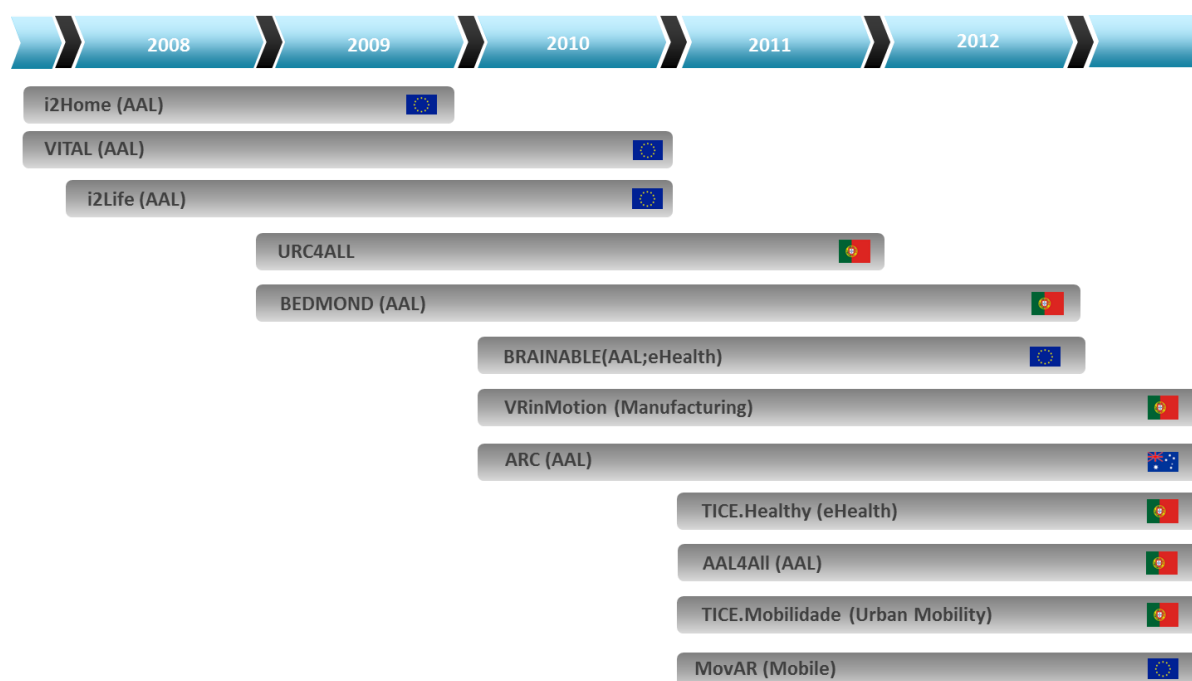 2008 2009 2010 2011 2012
i2Home (AAL)
VITAL (AAL)
i2Life (AAL)
URC4ALL
BEDMOND (AAL)
BRAINABLE(AAL;eHealth)
VRinMotion (Manufacturing)
ARC (AAL)
TICE.Healthy (eHealth)
AAL4All (AAL)
TICE.Mobilidade (Urban Mobility)
MovAR (Mobile)